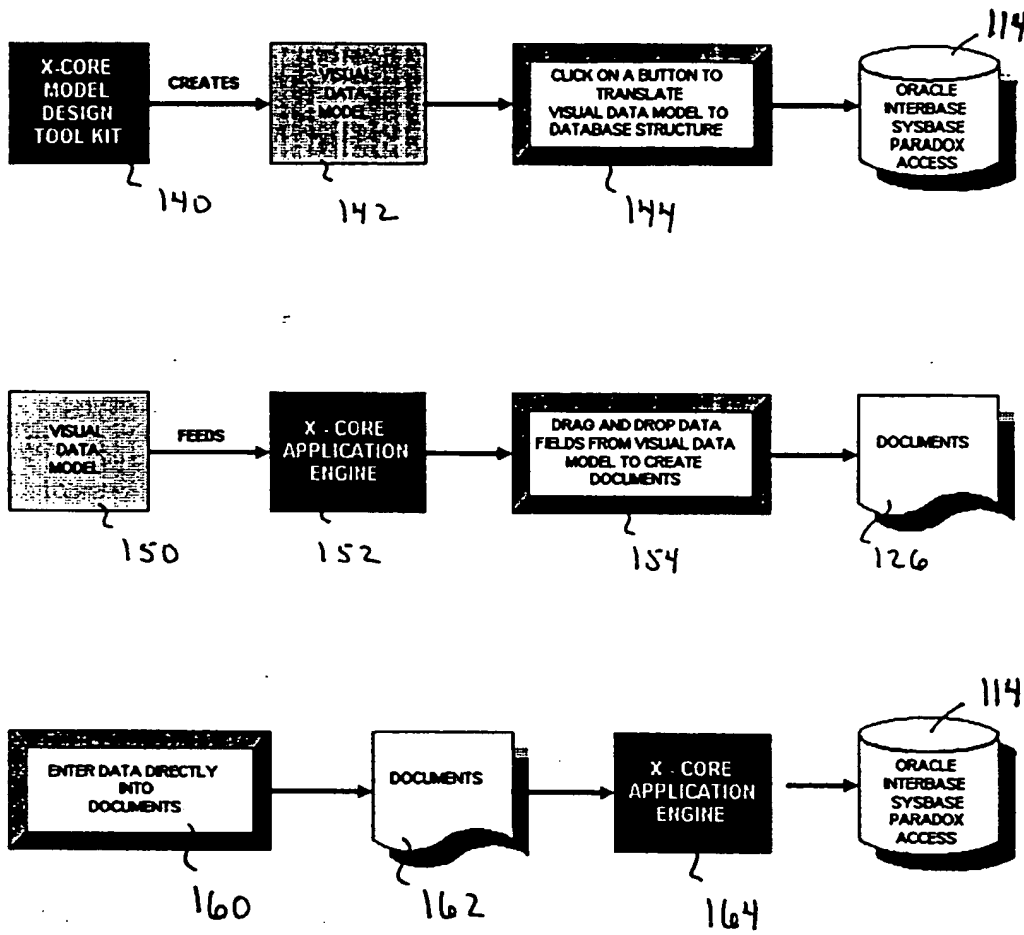 114
X-CORE
MODEL
DESIGN
TOOL KIT
CREATES
VISUAL
DATA
MODEL
CLICK ON A BUTTON TO
TRANSLATE
VISUAL DATA MODEL TO
DATABASE STRUCTURE
ORACLE
INTERBASE
SYSBASE
PARADOX
ACCESS
140
142
144
VISUAL
DATA
MODEL
FEEDS
X - CORE
APPLICATION
ENGINE
DRAG AND DROP DATA
FIELDS FROM VISUAL DATA
MODEL TO CREATE
DOCUMENTS
DOCUMENTS
150
152
154
126
114
ENTER DATA DIRECTLY
INTO
DOCUMENTS
DOCUMENTS
X - CORE
APPLICATION
ENGINE
ORACLE
INTERBASE
SYSBASE
PARADOX
ACCESS
160
162
164